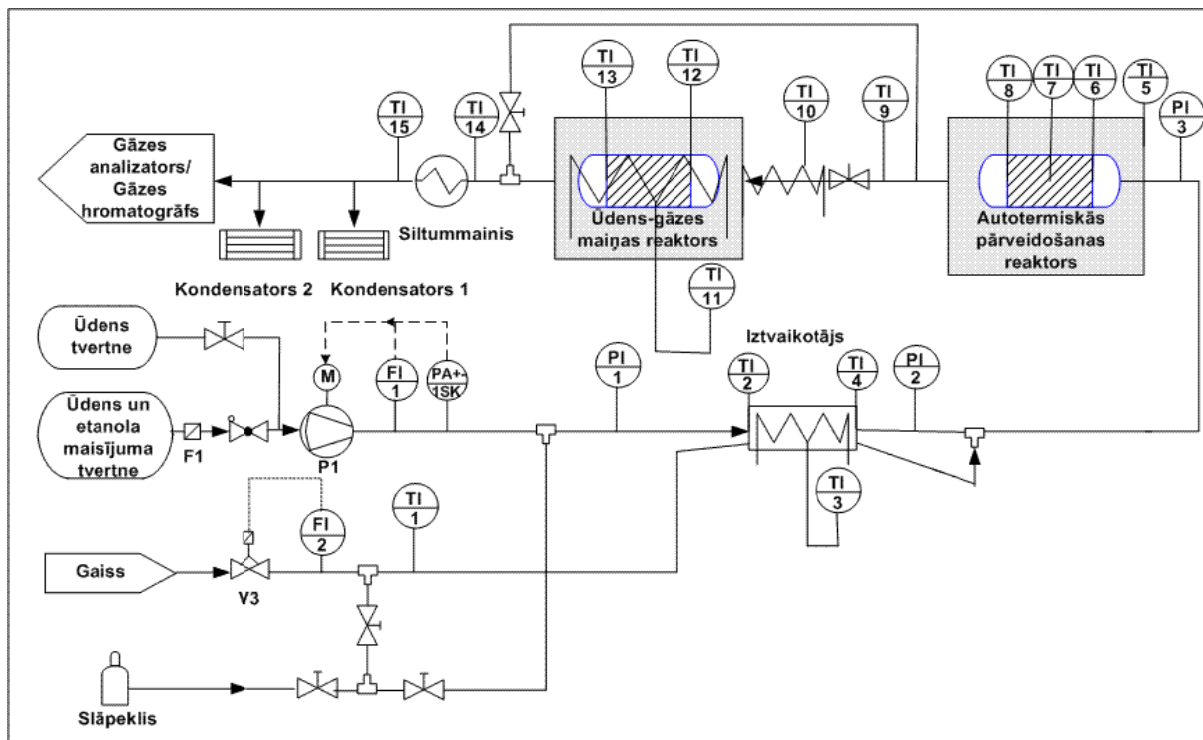 TI
13
TI
12
TI
8
TI
7
TI
6
TI
5
PI
3
TI
15
TI
14
TI
10
TI
9
Gāzes
analizators/
Gāzes
hromatogrāfs
Siltummainis
Ūdens-gāzes
maiņas reaktors
Autotermiskās
pārveidošanas
reaktors
TI
11
Kondensators 2
Kondensators 1
Ūdens
tvertne
Iztvaikotājs
M
FI
1
PA+-
1SK
PI
1
TI
2
TI
4
PI
2
Ūdens un
etanola
maisījuma
tvertne
F1
P1
TI
3
FI
2
TI
1
Gaiss
V3
Slāpeklis